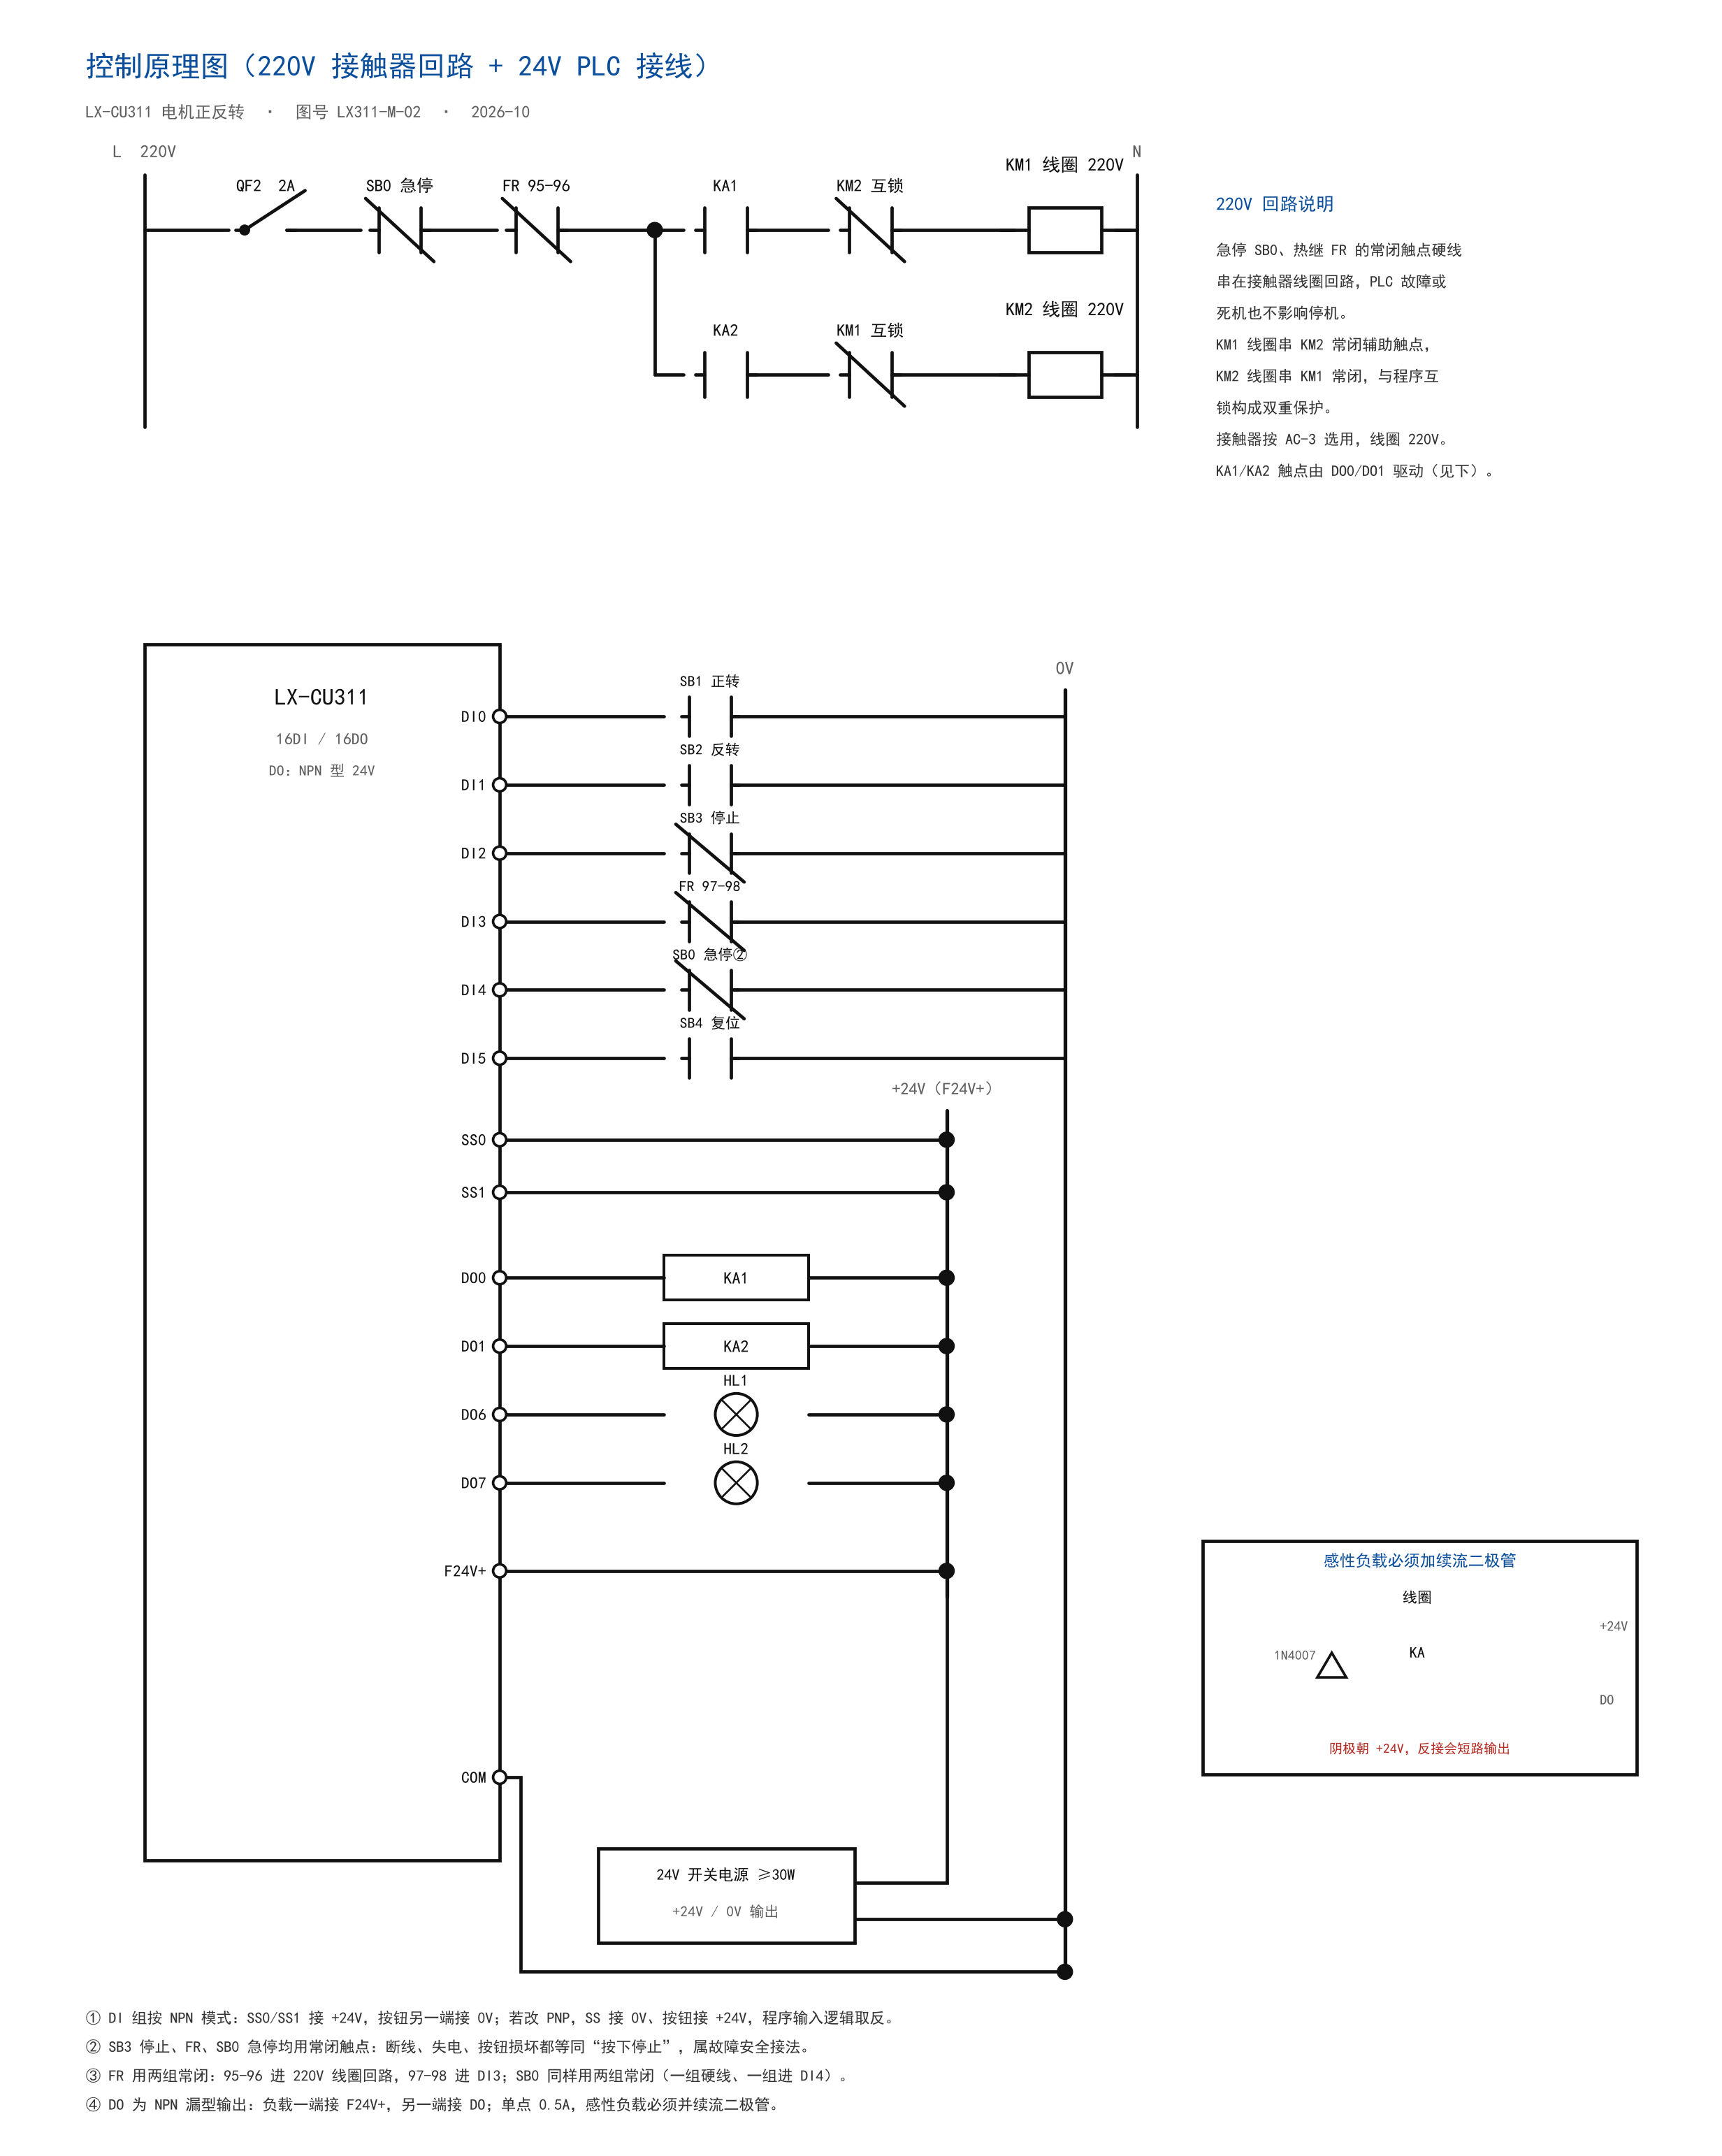 控制原理图（220V 接触器回路 + 24V PLC 接线）
LX-CU311 电机正反转 · 图号 LX311-M-02 · 2026-10
L 220V
N
QF2 2A
SB0 急停
FR 95-96
KA1
KM2 互锁
KM1 线圈 220V
KA2
KM1 互锁
KM2 线圈 220V
220V 回路说明
急停 SB0、热继 FR 的常闭触点硬线
串在接触器线圈回路，PLC 故障或
死机也不影响停机。
KM1 线圈串 KM2 常闭辅助触点，
KM2 线圈串 KM1 常闭，与程序互
锁构成双重保护。
接触器按 AC-3 选用，线圈 220V。
KA1/KA2 触点由 DO0/DO1 驱动（见下）。
LX-CU311
16DI / 16DO
DO：NPN 型 24V
0V
DI0
SB1 正转
DI1
SB2 反转
DI2
SB3 停止
DI3
FR 97-98
DI4
SB0 急停②
DI5
SB4 复位
+24V（F24V+）
SS0
SS1
DO0
KA1
DO1
KA2
DO6
HL1
DO7
HL2
F24V+
COM
24V 开关电源 ≥30W
+24V / 0V 输出
感性负载必须加续流二极管
线圈
+24V
1N4007
KA
DO
阴极朝 +24V，反接会短路输出
① DI 组按 NPN 模式：SS0/SS1 接 +24V，按钮另一端接 0V；若改 PNP，SS 接 0V、按钮接 +24V，程序输入逻辑取反。
② SB3 停止、FR、SB0 急停均用常闭触点：断线、失电、按钮损坏都等同“按下停止”，属故障安全接法。
③ FR 用两组常闭：95-96 进 220V 线圈回路，97-98 进 DI3；SB0 同样用两组常闭（一组硬线、一组进 DI4）。
④ DO 为 NPN 漏型输出：负载一端接 F24V+，另一端接 DO；单点 0.5A，感性负载必须并续流二极管。